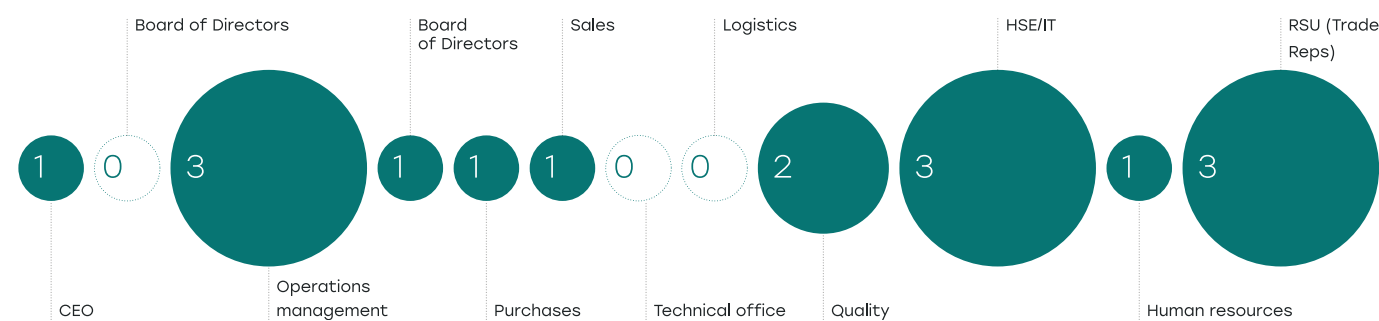 Board of Directors
Board
of Directors
Sales
Logistics
HSE/IT
RSU (Trade
Reps)
1
0
3
1
1
1
0
0
2
3
1
3
CEO
Operations
management
Purchases
Technical office
Quality
Human resources